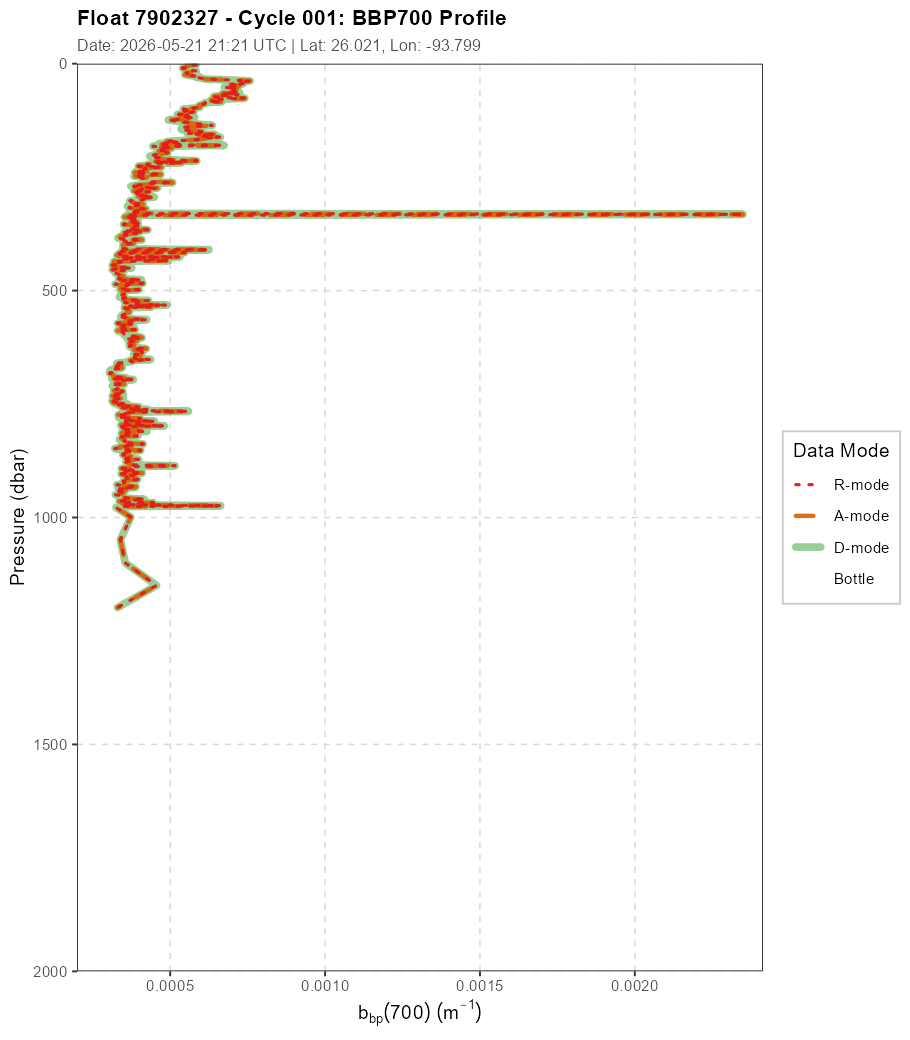 Float 7902327 - Cycle 001: BBP700 Profile
Date: 2026-05-21 21:21 UTC | Lat: 26.021, Lon: -93.799
0
500
1000
1500
2000
Pressure (dbar)
0.0005
0.0010
0.0015
0.0020
b_bp(700) (m⁻¹)
Data Mode
R-mode
A-mode
D-mode
Bottle